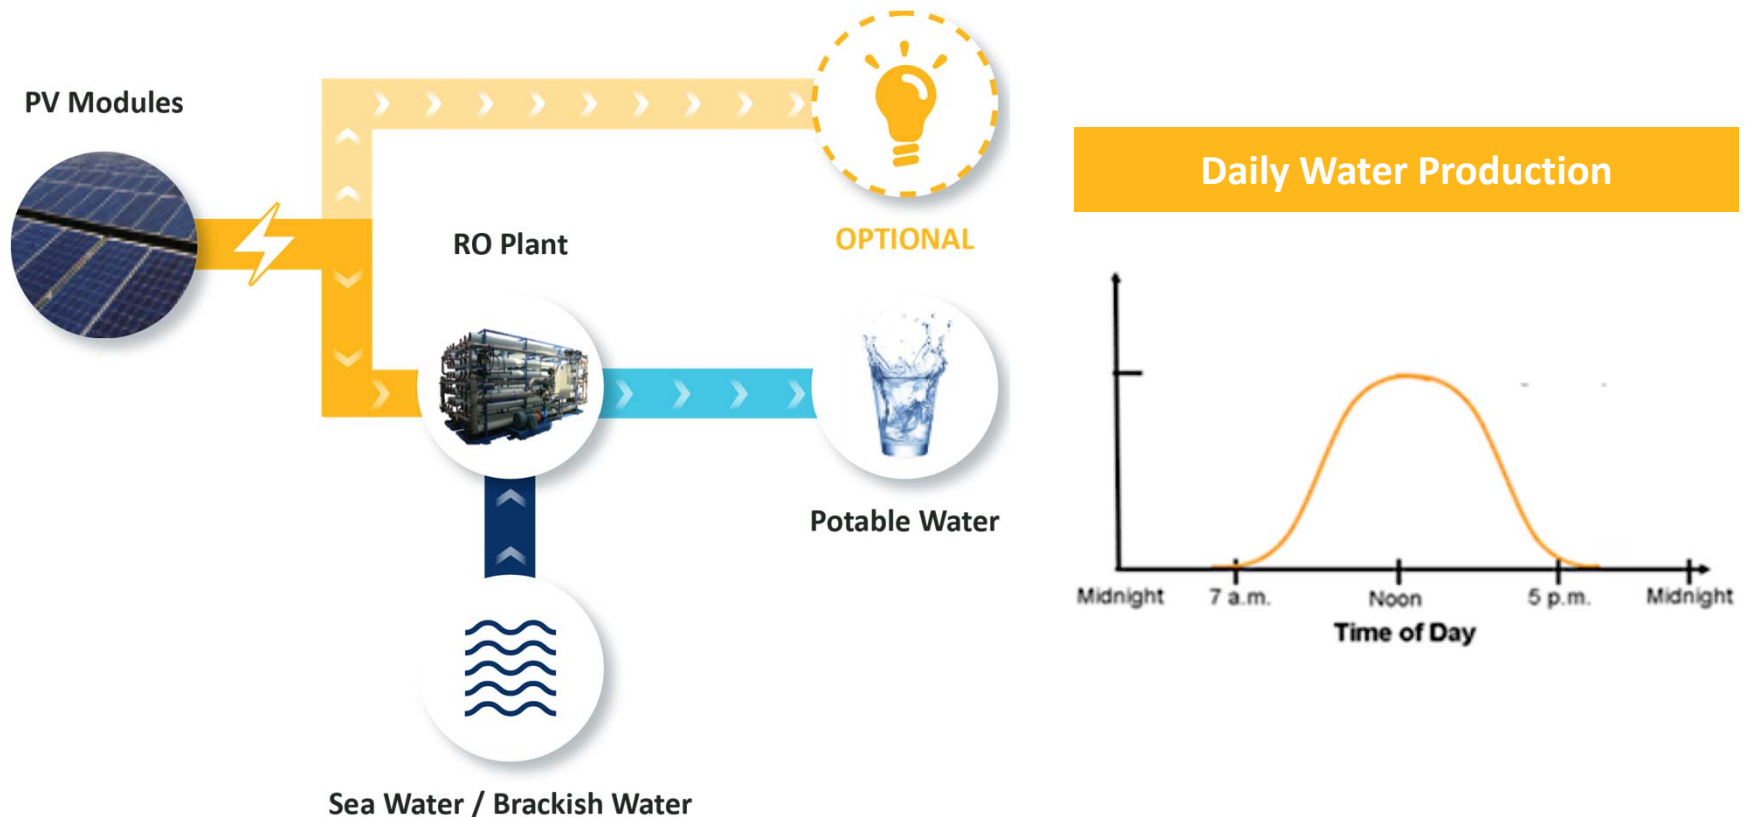 PV Modules
RO Plant
OPTIONAL
Potable Water
Sea Water / Brackish Water
Daily Water Production
Midnight
7 a.m.
Noon
5 p.m.
Midnight
Time of Day